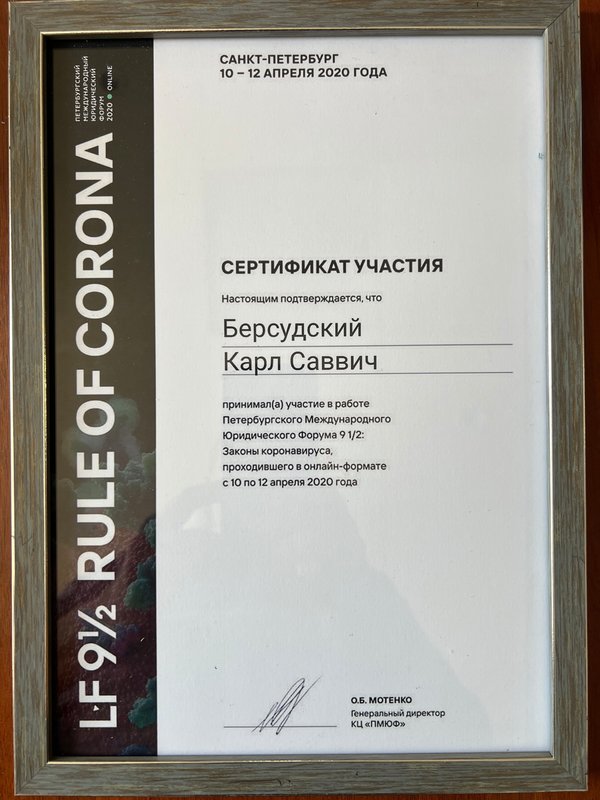 ПЕТЕРБУРГСКИЙ
МЕЖДУНАРОДНЫЙ
ЮРИДИЧЕСКИЙ
ФОРУМ
2020 ONLINE
LF 9½ RULE OF CORONA
САНКТ-ПЕТЕРБУРГ
10 – 12 АПРЕЛЯ 2020 ГОДА
СЕРТИФИКАТ УЧАСТИЯ
Настоящим подтверждается, что
Берсудский
Карл Саввич
принимал(а) участие в работе
Петербургского Международного
Юридического Форума 9 1/2:
Законы коронавируса,
проходившего в онлайн-формате
с 10 по 12 апреля 2020 года
О.Б. МОТЕНКО
Генеральный директор
КЦ «ПМЮФ»